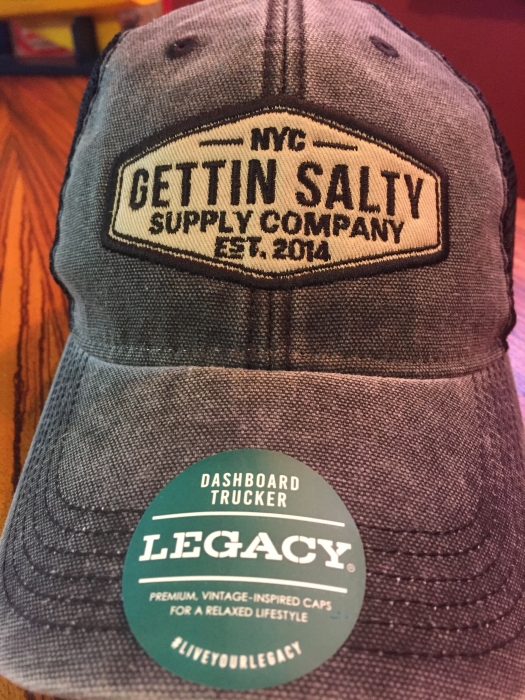 NYC
GETTIN SALTY
SUPPLY COMPANY
EST. 2014
DASHBOARD
TRUCKER
LEGACY®
PREMIUM, VINTAGE-INSPIRED CAPS
FOR A RELAXED LIFESTYLE
#LIVEYOURLEGACY